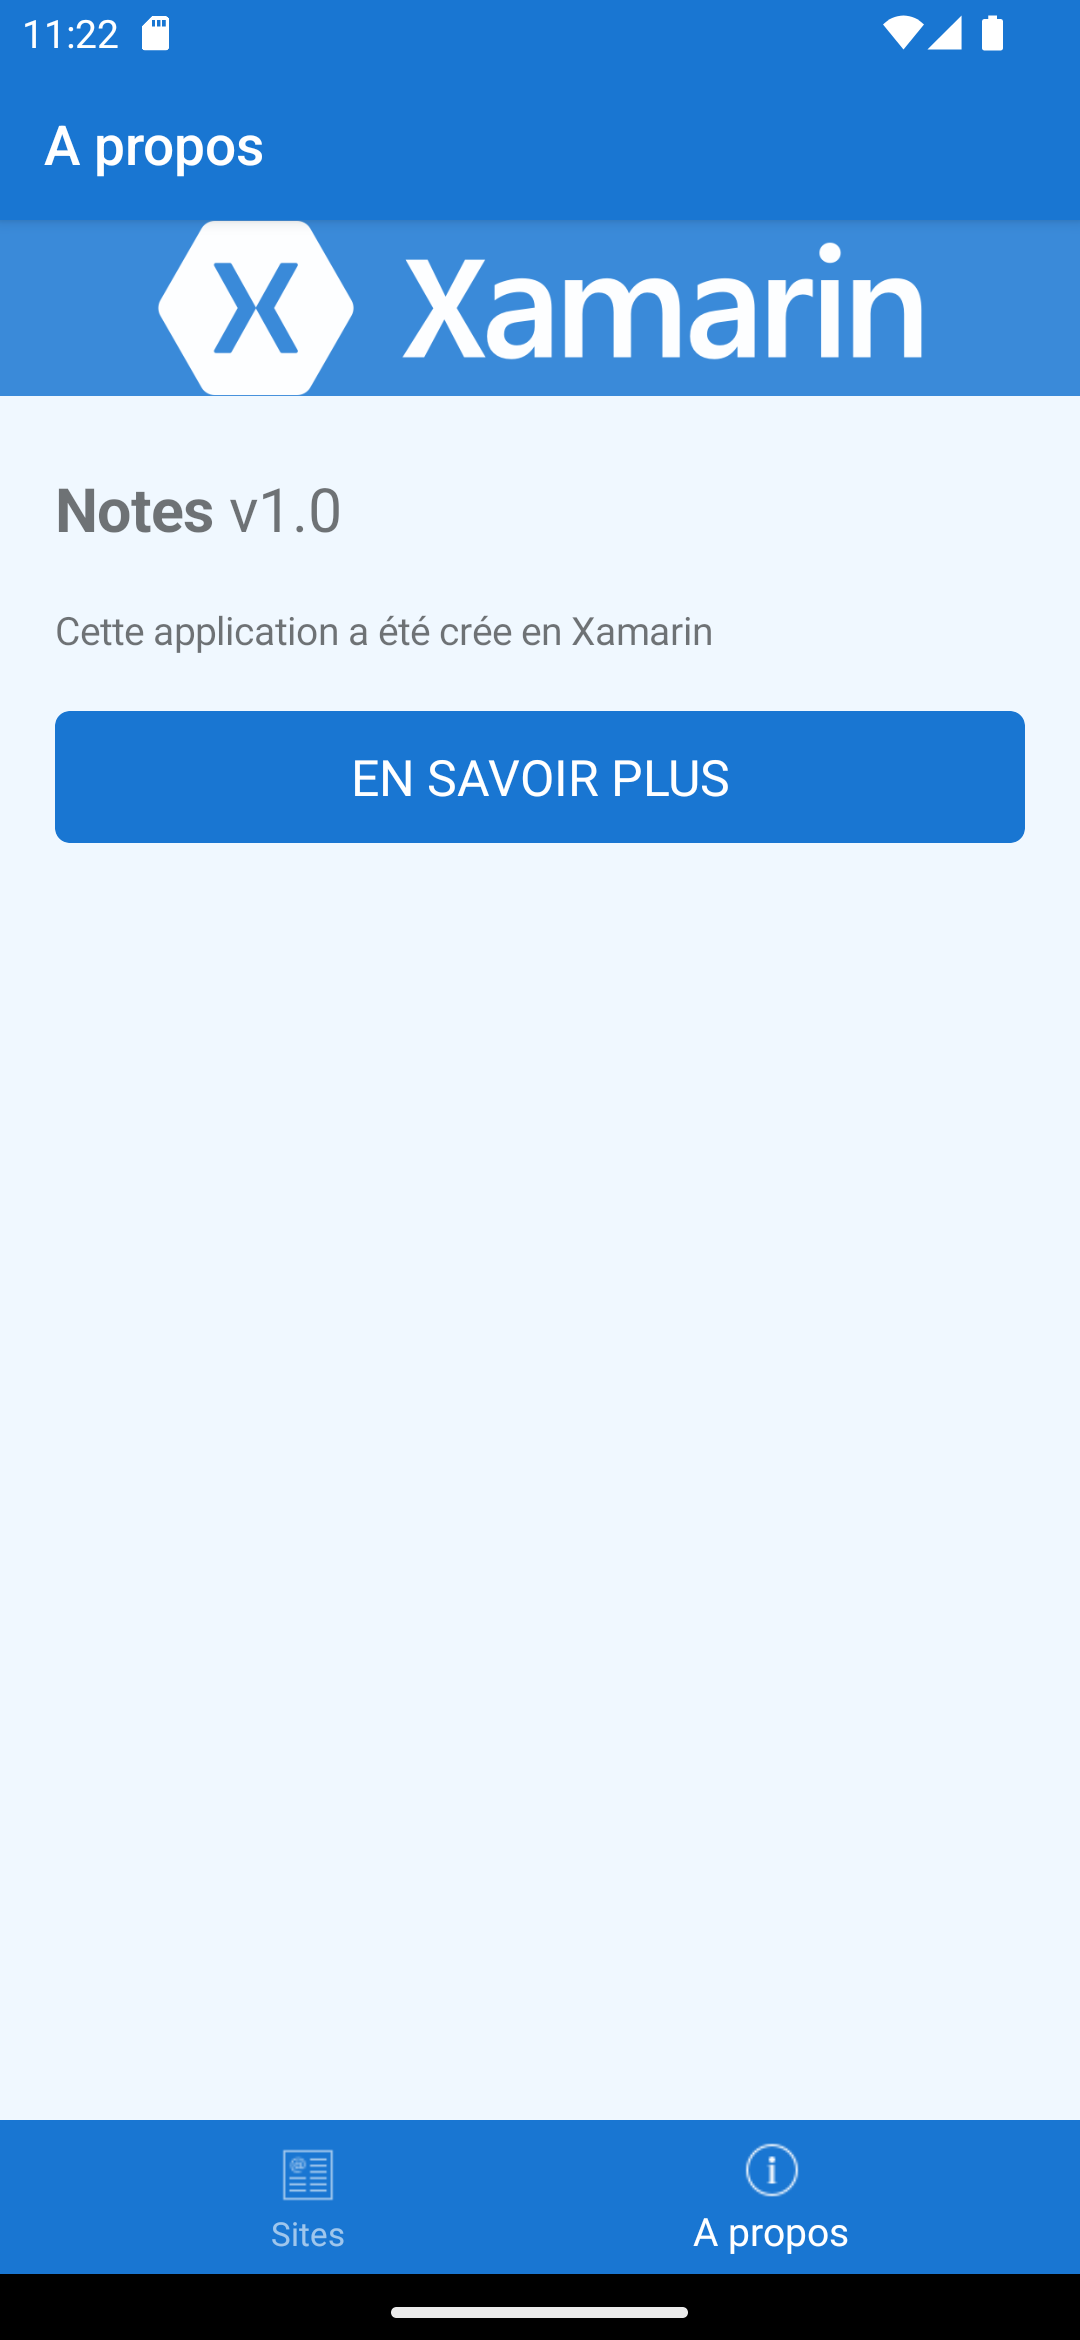 11:22
A propos
X Xamarin
Notes v1.0
Cette application a été crée en Xamarin
EN SAVOIR PLUS
Sites
A propos